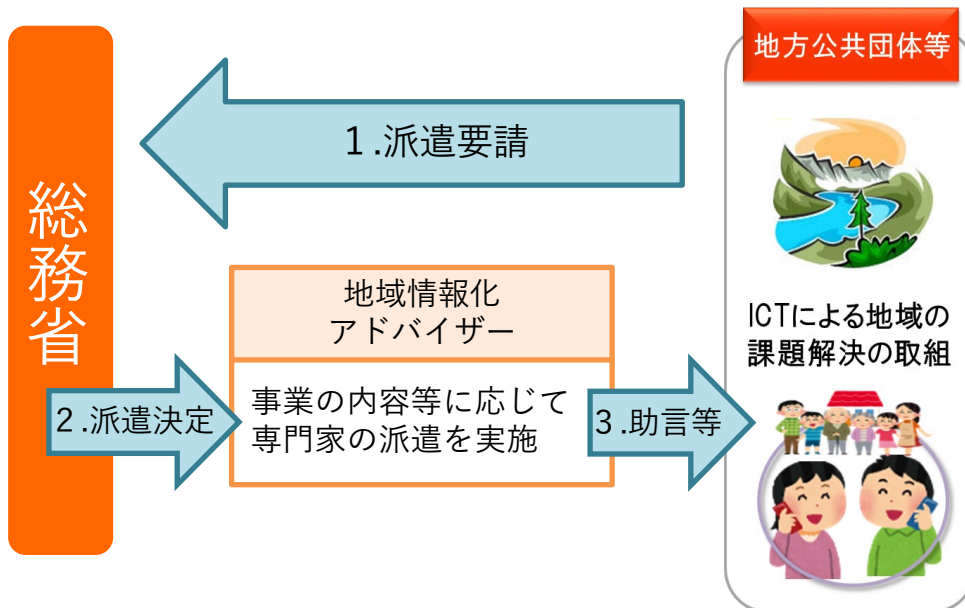 地方公共団体等
1.派遣要請
総務省
地域情報化
アドバイザー
ICTによる地域の
課題解決の取組
2.派遣決定
事業の内容等に応じて
専門家の派遣を実施
3.助言等